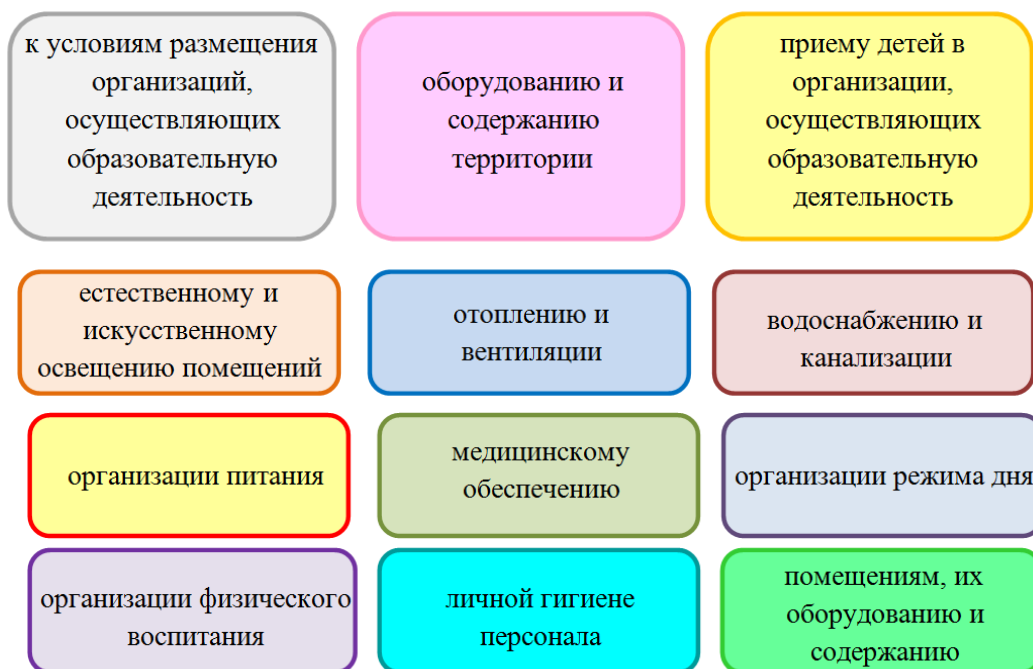 к условиям размещения
организаций,
осуществляющих
образовательную
деятельность
оборудованию и
содержанию
территории
приему детей в
организации,
осуществляющих
образовательную
деятельность
естественному и
искусственному
освещению помещений
отоплению и
вентиляции
водоснабжению и
канализации
организации питания
медицинскому
обеспечению
организации режима дня
организации физического
воспитания
личной гигиене
персонала
помещениям, их
оборудованию и
содержанию